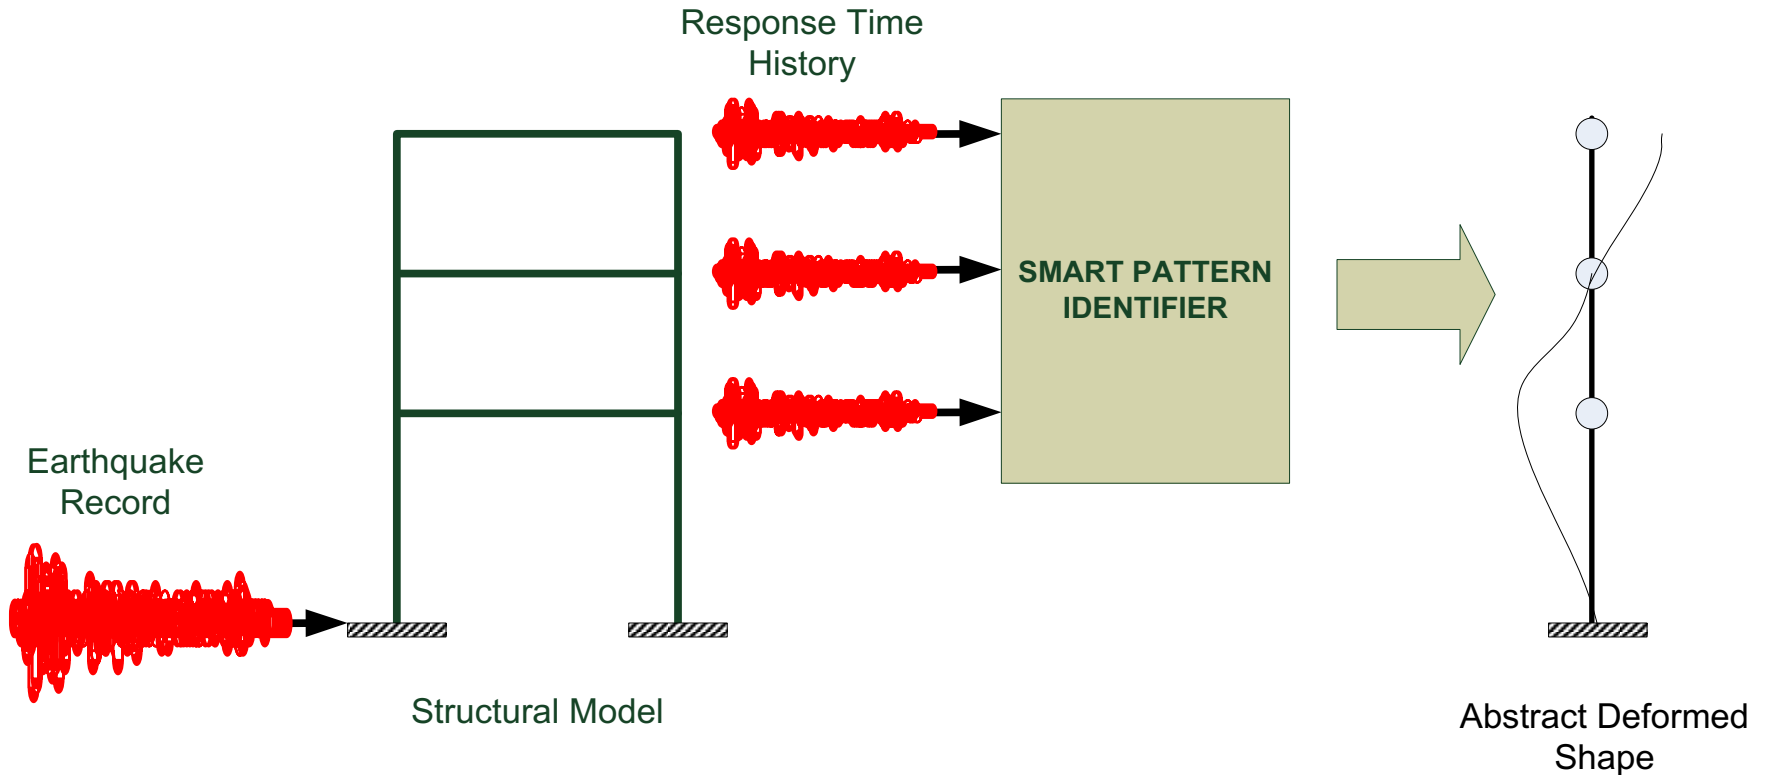 Response Time
History
SMART PATTERN
IDENTIFIER
Earthquake
Record
Structural Model
Abstract Deformed
Shape